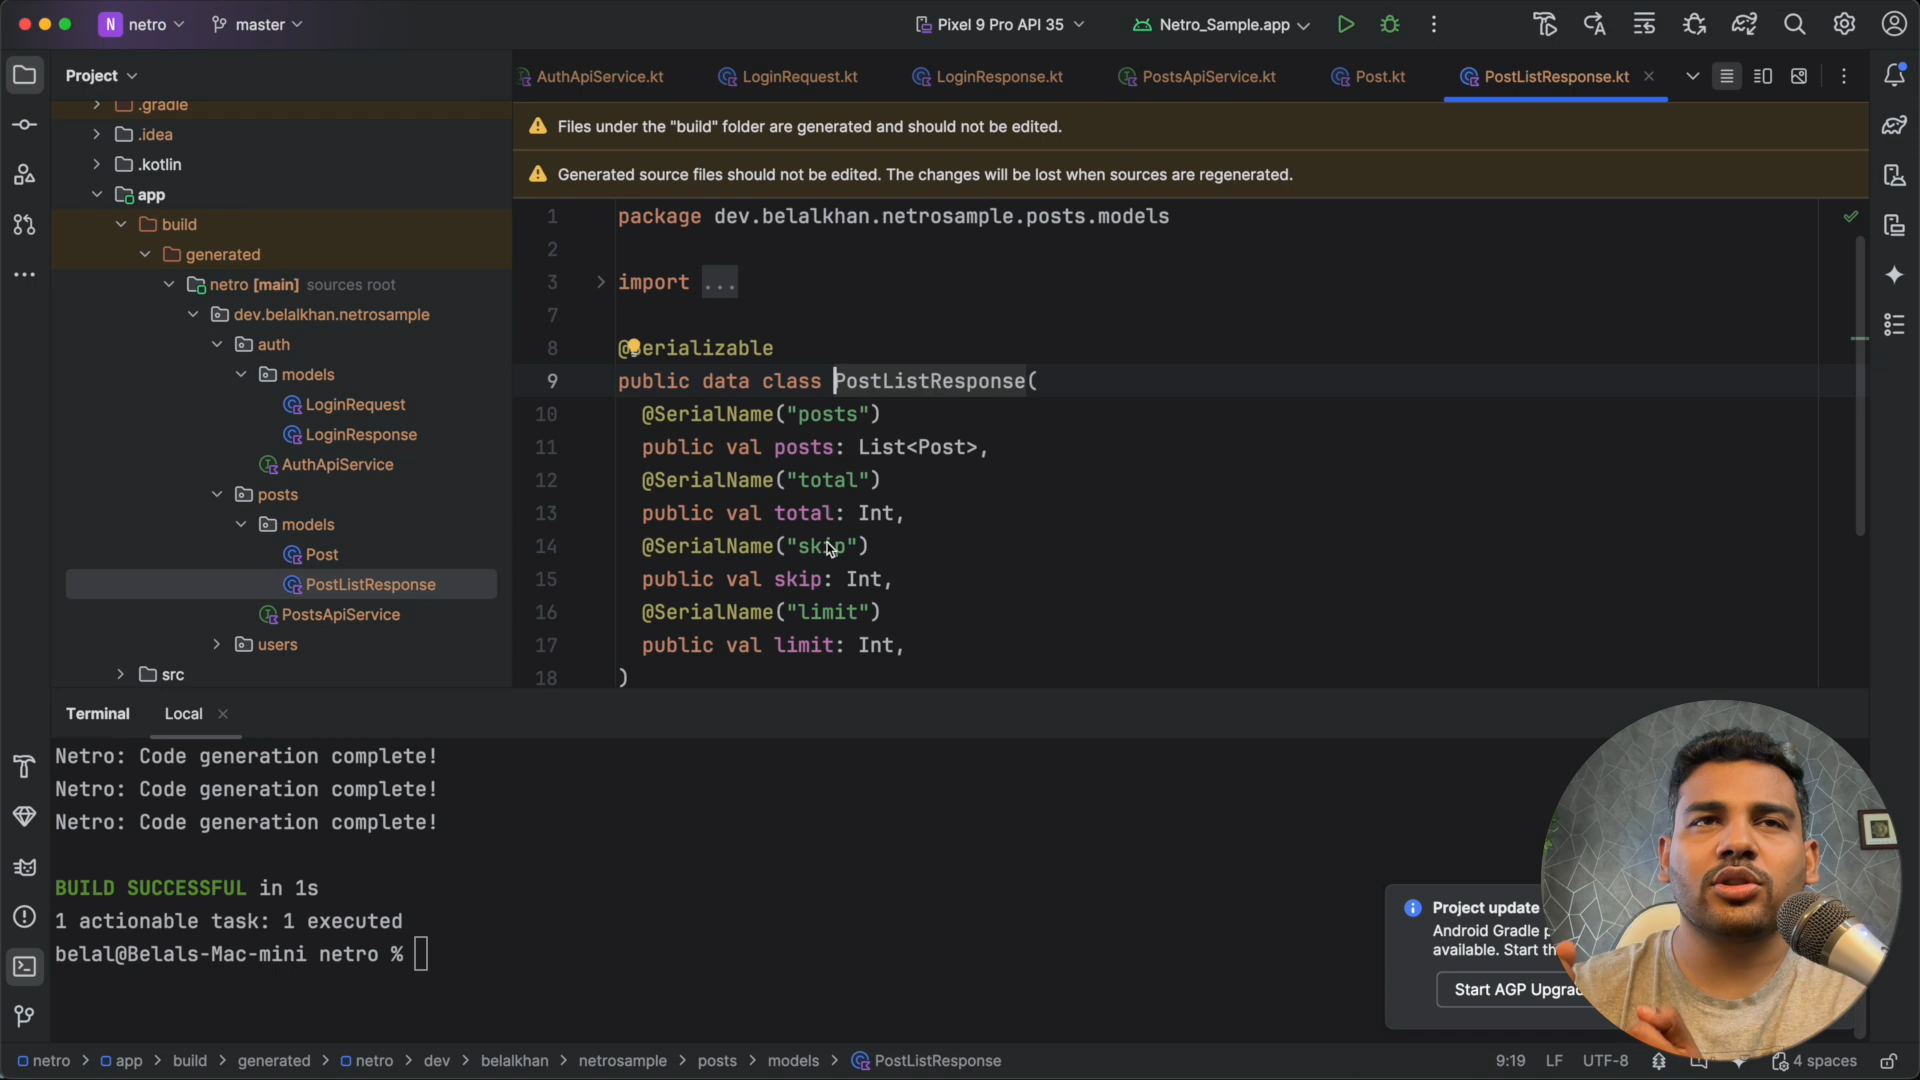 N netro master Pixel 9 Pro API 35 Netro_Sample.app
Project
.gradle
.idea
.kotlin
app
build
generated
netro [main] sources root
dev.belalkhan.netrosample
auth
models
LoginRequest
LoginResponse
AuthApiService
posts
models
Post
PostListResponse
PostsApiService
users
src
AuthApiService.kt LoginRequest.kt LoginResponse.kt PostsApiService.kt Post.kt PostListResponse.kt
Files under the "build" folder are generated and should not be edited.
Generated source files should not be edited. The changes will be lost when sources are regenerated.
1 package dev.belalkhan.netrosample.posts.models
2
3 import ...
7
8 @Serializable
9 public data class PostListResponse(
10 @SerialName("posts")
11 public val posts: List<Post>,
12 @SerialName("total")
13 public val total: Int,
14 @SerialName("skip")
15 public val skip: Int,
16 @SerialName("limit")
17 public val limit: Int,
18 )
Terminal Local
Netro: Code generation complete!
Netro: Code generation complete!
Netro: Code generation complete!
BUILD SUCCESSFUL in 1s
1 actionable task: 1 executed
belal@Belals-Mac-mini netro %
Project update
Android Gradle
available. Start
Start AGP
netro > app > build > generated > netro > dev > belalkhan > netrosample > posts > models > PostListResponse
9:19 LF UTF-8 4 spaces